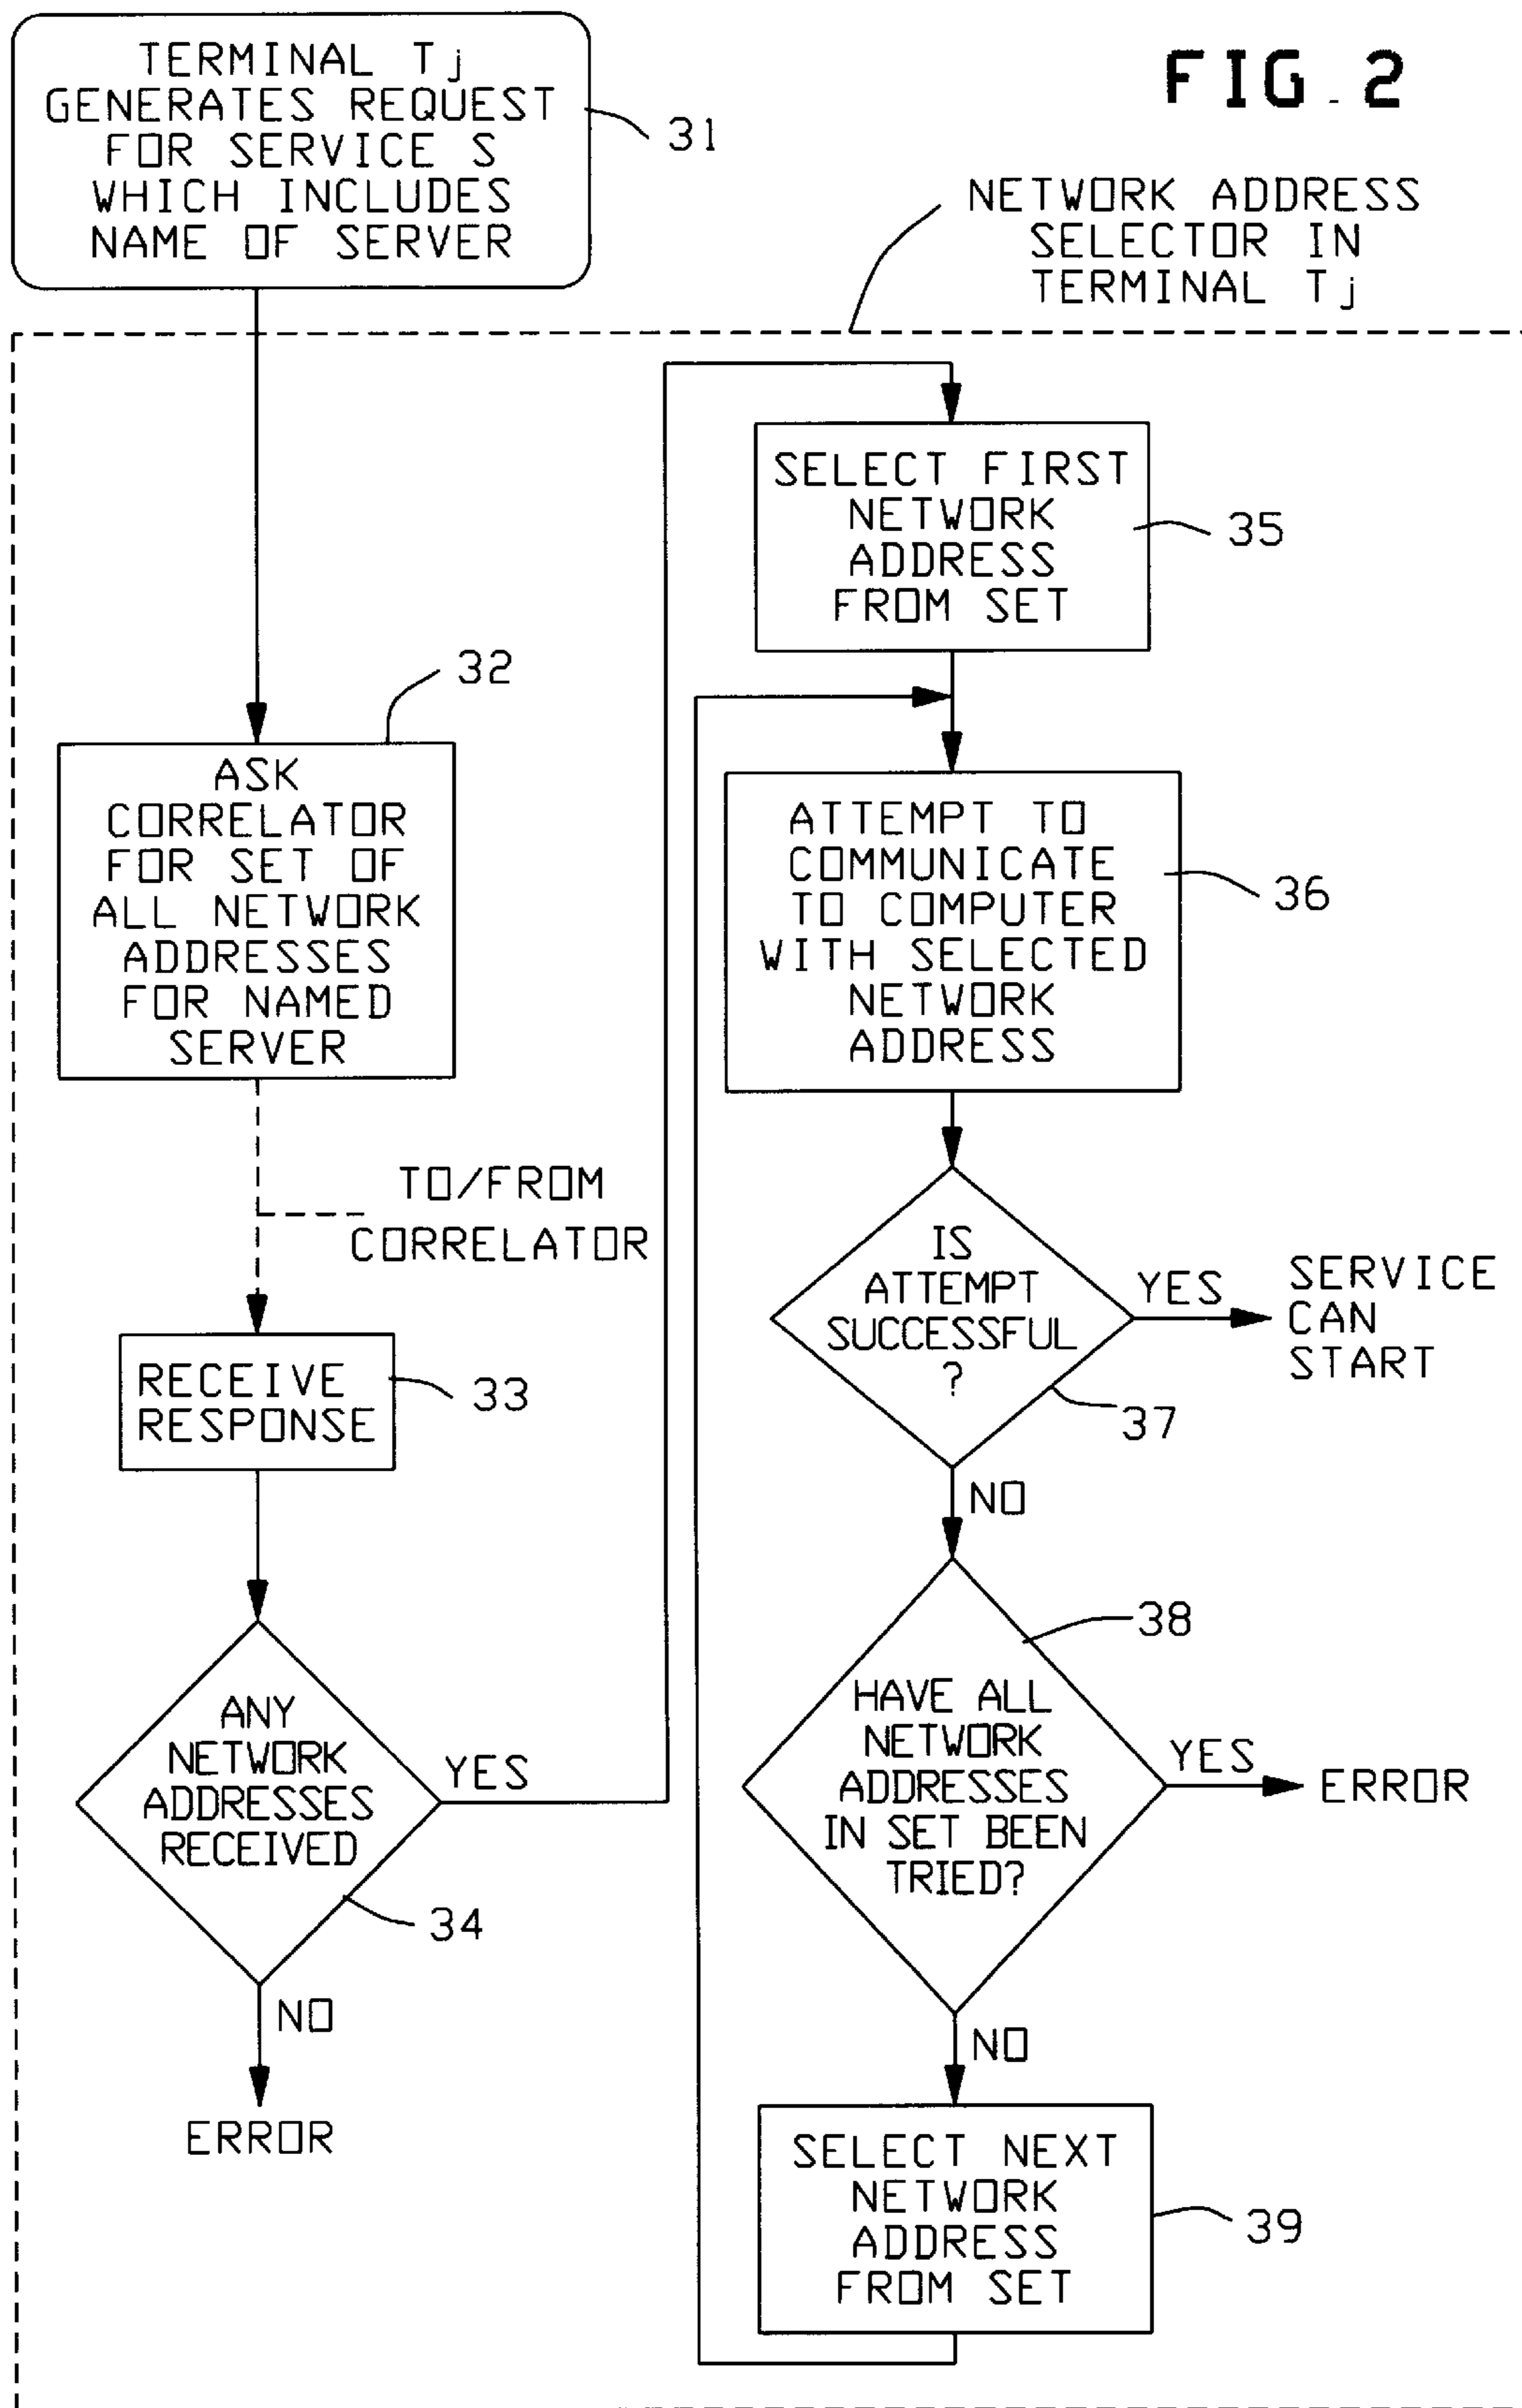 FIG. 2
TERMINAL Tj
GENERATES REQUEST
FOR SERVICE S
WHICH INCLUDES
NAME OF SERVER
31
NETWORK ADDRESS
SELECTOR IN
TERMINAL Tj
32
ASK
CORRELATOR
FOR SET OF
ALL NETWORK
ADDRESSES
FOR NAMED
SERVER
TO/FROM
CORRELATOR
RECEIVE
RESPONSE
33
ANY
NETWORK
ADDRESSES
RECEIVED
YES
34
NO
ERROR
SELECT FIRST
NETWORK
ADDRESS
FROM SET
35
ATTEMPT TO
COMMUNICATE
TO COMPUTER
WITH SELECTED
NETWORK
ADDRESS
36
IS
ATTEMPT
SUCCESSFUL
?
YES
SERVICE
CAN
START
37
NO
38
HAVE ALL
NETWORK
ADDRESSES
IN SET BEEN
TRIED?
YES
ERROR
NO
SELECT NEXT
NETWORK
ADDRESS
FROM SET
39